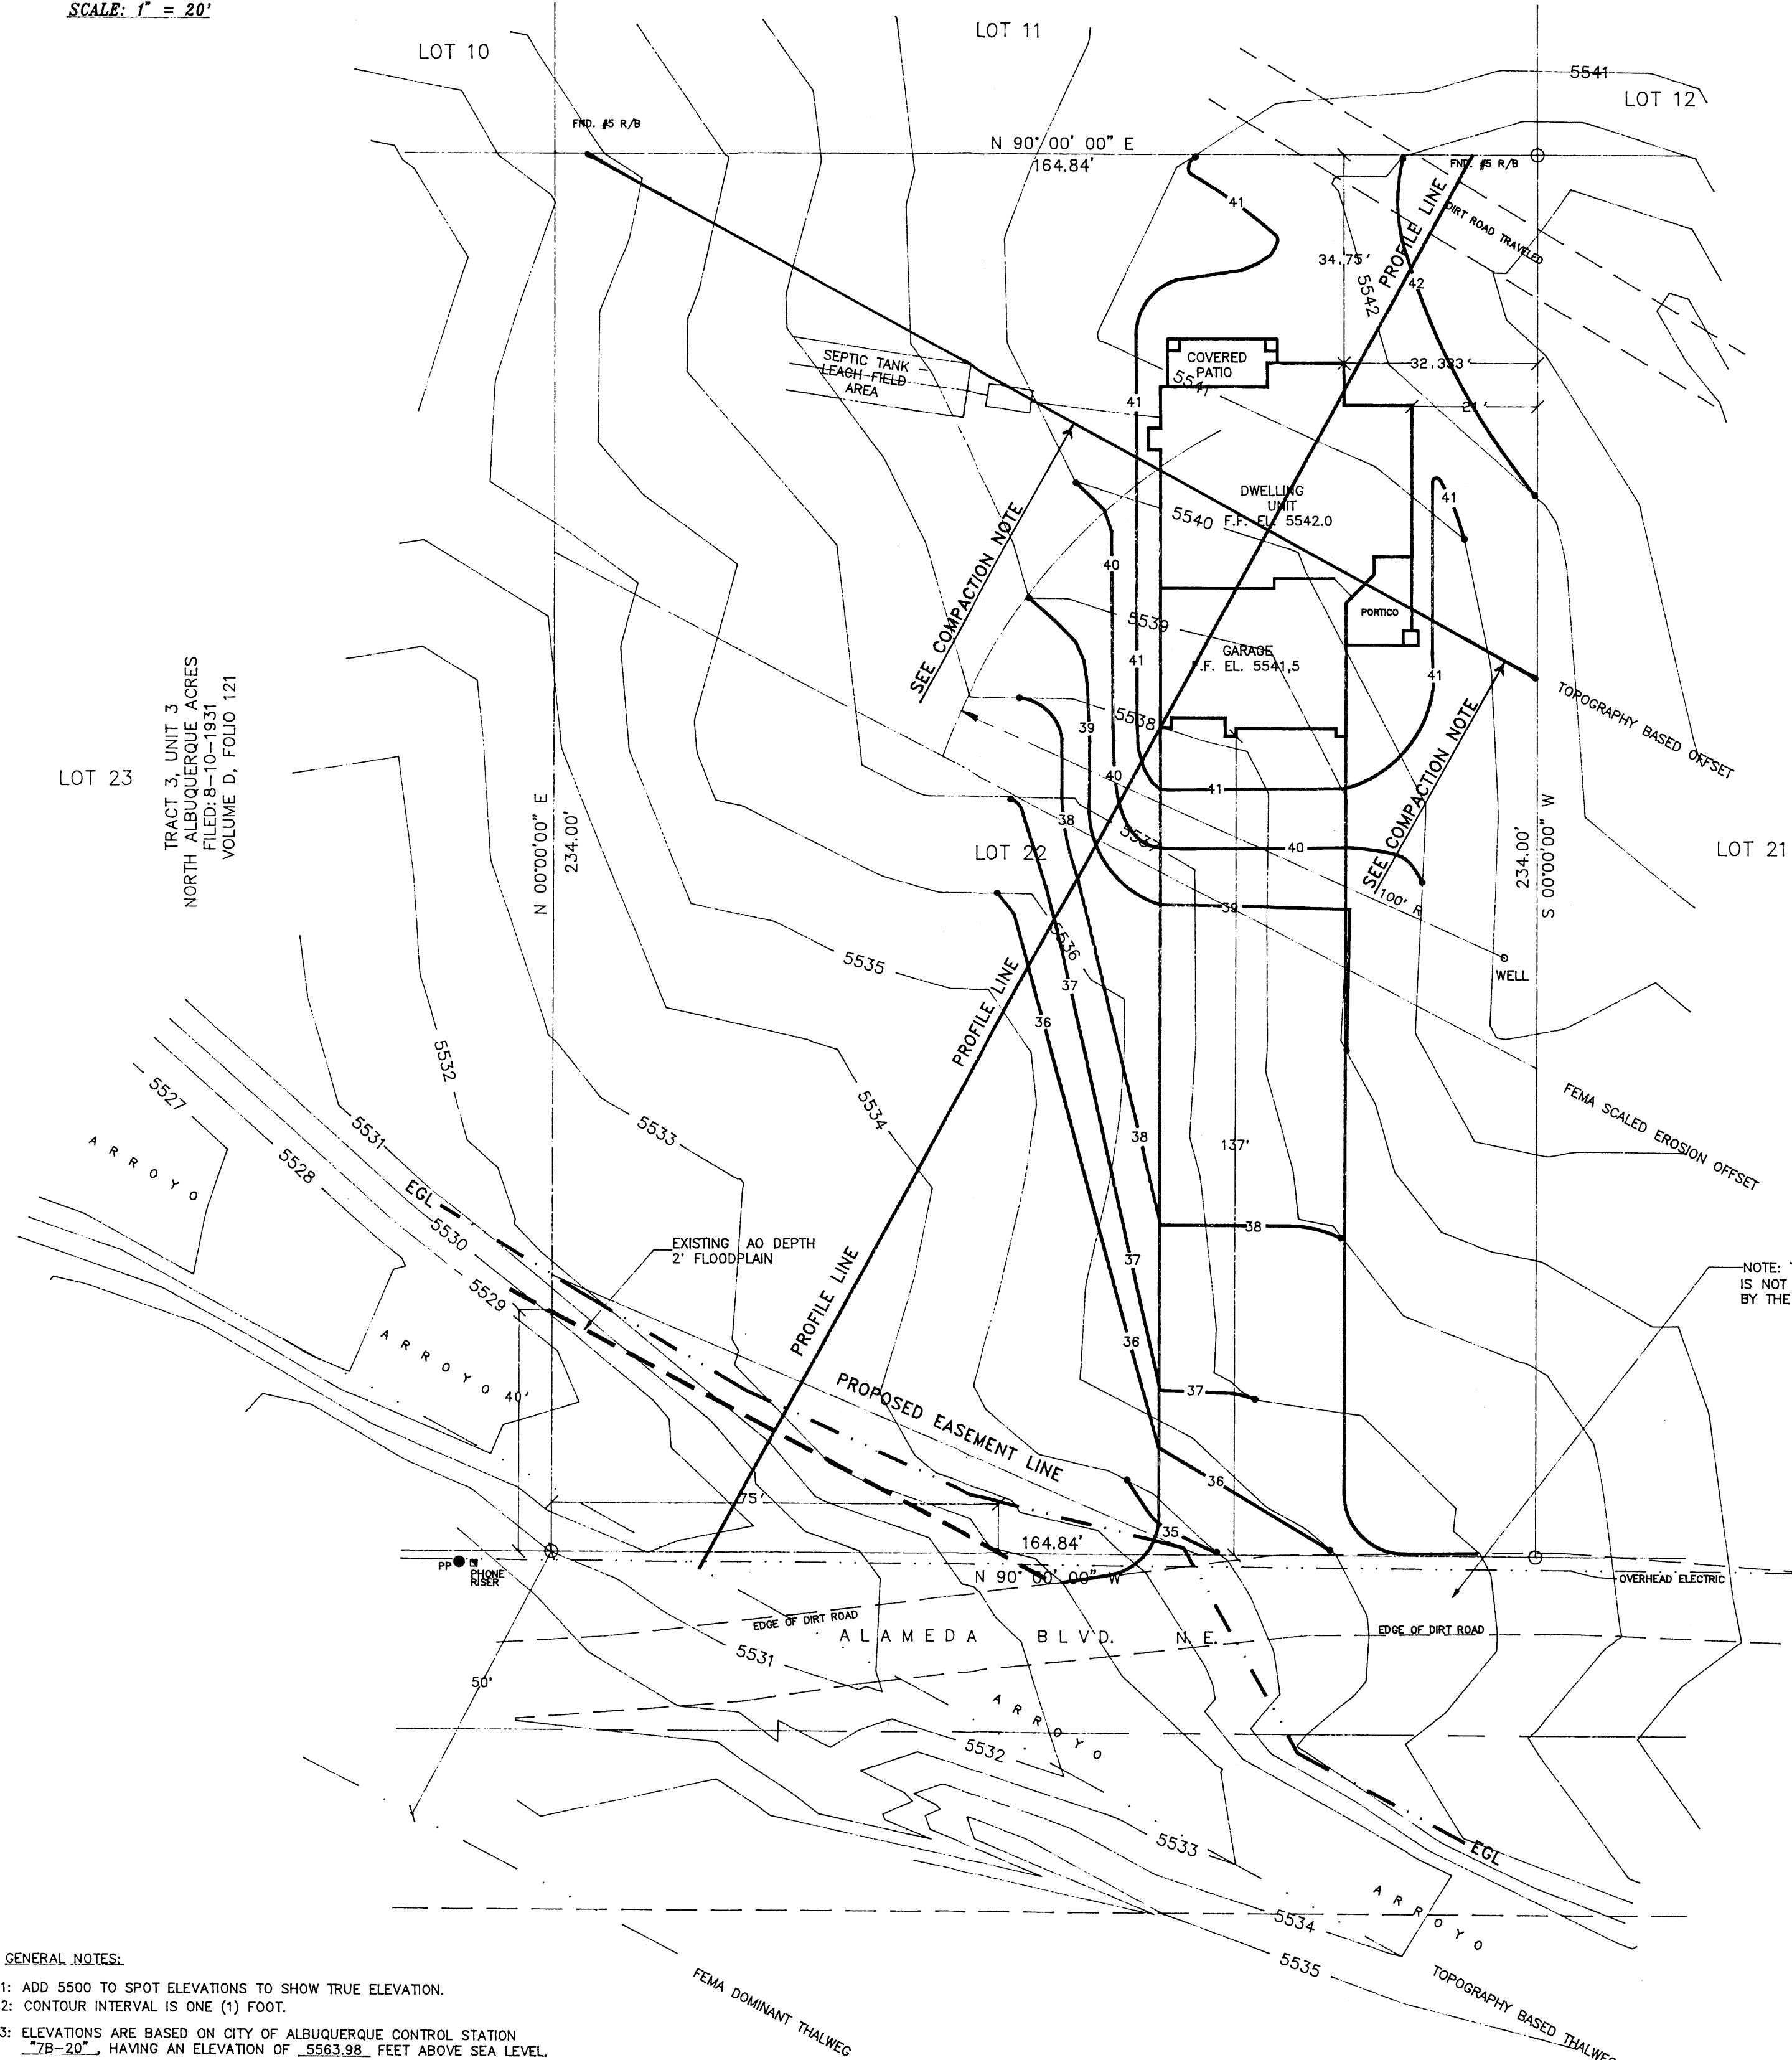 SCALE: 1" = 20'
LOT 10
LOT 11
5541
LOT 12
FND. #5 R/B
N 90° 00' 00" E
164.84'
FND. #5 R/B
41
DIRT ROAD TRAVELED
PROFILE LINE
34.75'
42
5542
SEPTIC TANK
LEACH FIELD
AREA
COVERED
PATIO
5541
32.333'
41
21'
DWELLING
UNIT
F.F. EL. 5542.0
41
5540
SEE COMPACTION NOTE
40
5539
PORTICO
GARAGE
F.F. EL. 5541,5
41
41
TRACT 3, UNIT 3
NORTH ALBUQUERQUE ACRES
FILED: 8-10-1931
VOLUME D, FOLIO 121
TOPOGRAPHY BASED OFFSET
5538
39
LOT 23
40
41
SEE COMPACTION NOTE
38
5537
N 00°00'00" E
234.00'
LOT 22
40
234.00'
S 00°00'00" W
LOT 21
100' R
39
5536
5535
WELL
37
PROFILE LINE
36
5532
5527
5534
FEMA SCALED EROSION OFFSET
5531
5533
38
137'
ARROYO
5528
EGL
5530
38
EXISTING AO DEPTH
2' FLOODPLAIN
37
NOTE:
IS NOT
BY THE
5529
PROFILE LINE
36
ARROYO
40'
37
PROPOSED EASEMENT LINE
36
75'
35
164.84'
PP
PHONE
RISER
N 90° 00' 00" W
OVERHEAD ELECTRIC
EDGE OF DIRT ROAD
ALAMEDA BLVD. N.E.
EDGE OF DIRT ROAD
5531
50'
ARROYO
5532
5533
EGL
ARROYO
5534
5535
GENERAL NOTES:
1: ADD 5500 TO SPOT ELEVATIONS TO SHOW TRUE ELEVATION.
2: CONTOUR INTERVAL IS ONE (1) FOOT.
3: ELEVATIONS ARE BASED ON CITY OF ALBUQUERQUE CONTROL STATION
"7B-20", HAVING AN ELEVATION OF 5563.98 FEET ABOVE SEA LEVEL.
FEMA DOMINANT THALWEG
TOPOGRAPHY BASED THALWEG